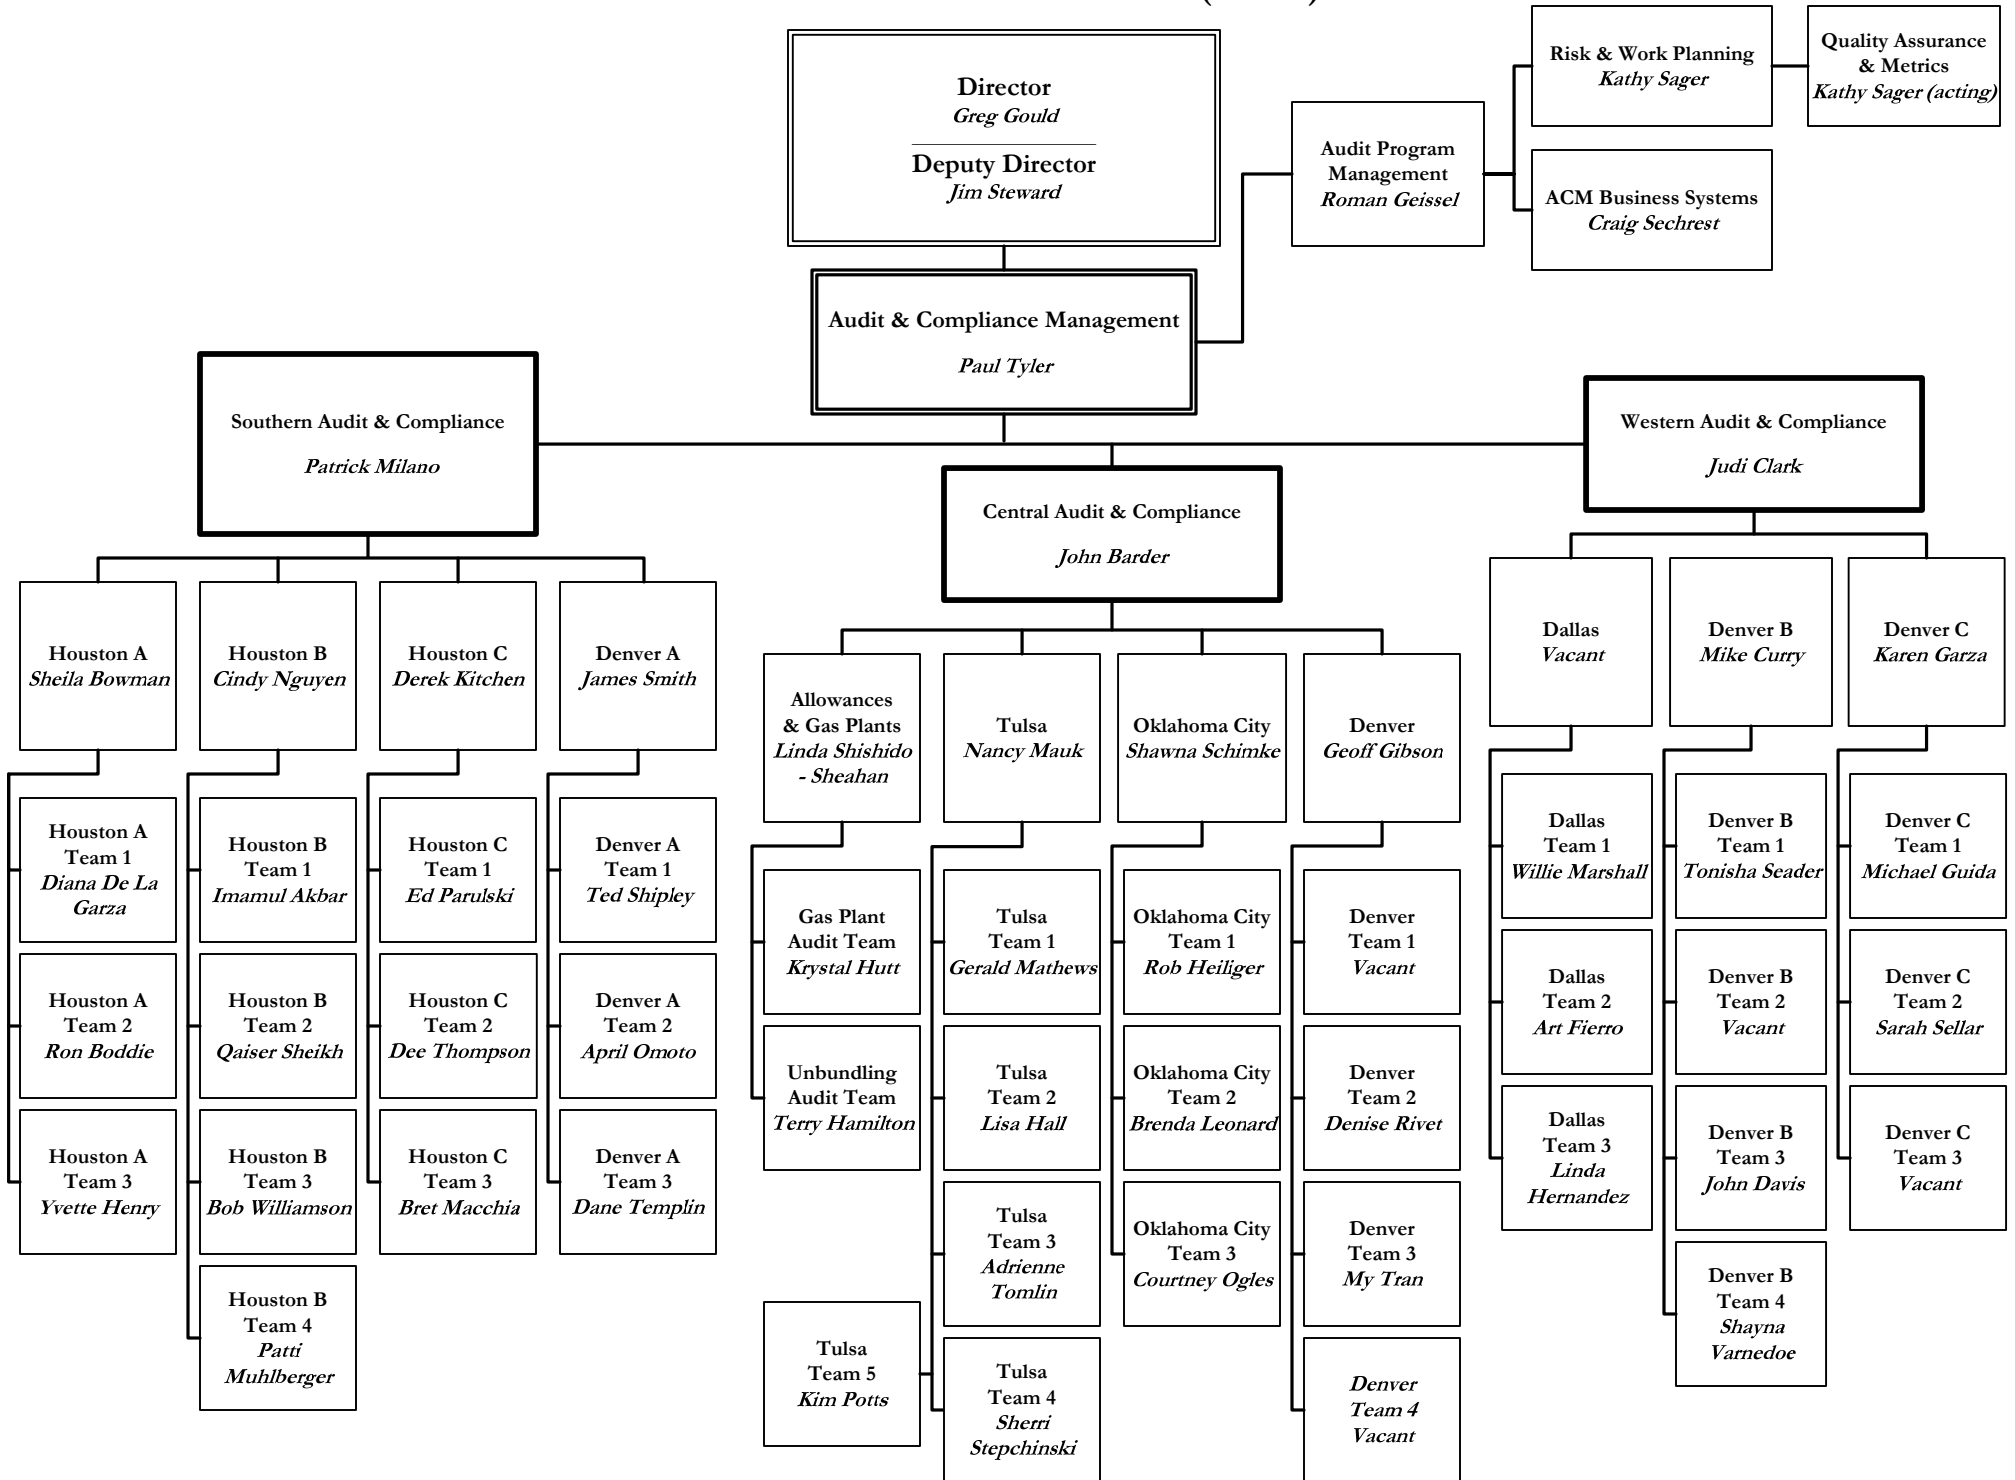 Director
Greg Gould
Deputy Director
Jim Steward
Risk & Work Planning
Kathy Sager
Quality Assurance
& Metrics
Kathy Sager (acting)
Audit Program
Management
Roman Geissel
ACM Business Systems
Craig Sechrest
Audit & Compliance Management
Paul Tyler
Southern Audit & Compliance
Patrick Milano
Central Audit & Compliance
John Barder
Western Audit & Compliance
Judi Clark
Houston A
Sheila Bowman
Houston A
Team 1
Diana De La
Garza
Houston A
Team 2
Ron Boddie
Houston A
Team 3
Yvette Henry
Houston B
Cindy Nguyen
Houston B
Team 1
Imamul Akbar
Houston B
Team 2
Qaiser Sheikh
Houston B
Team 3
Bob Williamson
Houston B
Team 4
Patti
Muhlberger
Houston C
Derek Kitchen
Houston C
Team 1
Ed Parulski
Houston C
Team 2
Dee Thompson
Houston C
Team 3
Bret Macchia
Denver A
James Smith
Denver A
Team 1
Ted Shipley
Denver A
Team 2
April Omoto
Denver A
Team 3
Dane Templin
Allowances
& Gas Plants
Linda Shishido
- Sheahan
Gas Plant
Audit Team
Krystal Hutt
Unbundling
Audit Team
Terry Hamilton
Tulsa
Nancy Mauk
Tulsa
Team 1
Gerald Mathews
Tulsa
Team 2
Lisa Hall
Tulsa
Team 3
Adrienne
Tomlin
Tulsa
Team 4
Sherri
Stepchinski
Tulsa
Team 5
Kim Potts
Oklahoma City
Shawna Schimke
Oklahoma City
Team 1
Rob Heiliger
Oklahoma City
Team 2
Brenda Leonard
Oklahoma City
Team 3
Courtney Ogles
Denver
Geoff Gibson
Denver
Team 1
Vacant
Denver
Team 2
Denise Rivet
Denver
Team 3
My Tran
Denver
Team 4
Vacant
Dallas
Vacant
Dallas
Team 1
Willie Marshall
Dallas
Team 2
Art Fierro
Dallas
Team 3
Linda
Hernandez
Denver B
Mike Curry
Denver B
Team 1
Tonisha Seader
Denver B
Team 2
Vacant
Denver B
Team 3
John Davis
Denver B
Team 4
Shayna
Varnedoe
Denver C
Karen Garza
Denver C
Team 1
Michael Guida
Denver C
Team 2
Sarah Sellar
Denver C
Team 3
Vacant